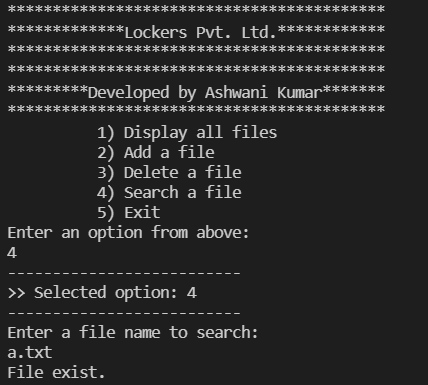 ******************************************
*************Lockers Pvt. Ltd.************
******************************************
******************************************
*********Developed by Ashwani Kumar*******
******************************************
1) Display all files
2) Add a file
3) Delete a file
4) Search a file
5) Exit
Enter an option from above:
4
--------------------------
>> Selected option: 4
--------------------------
Enter a file name to search:
a.txt
File exist.